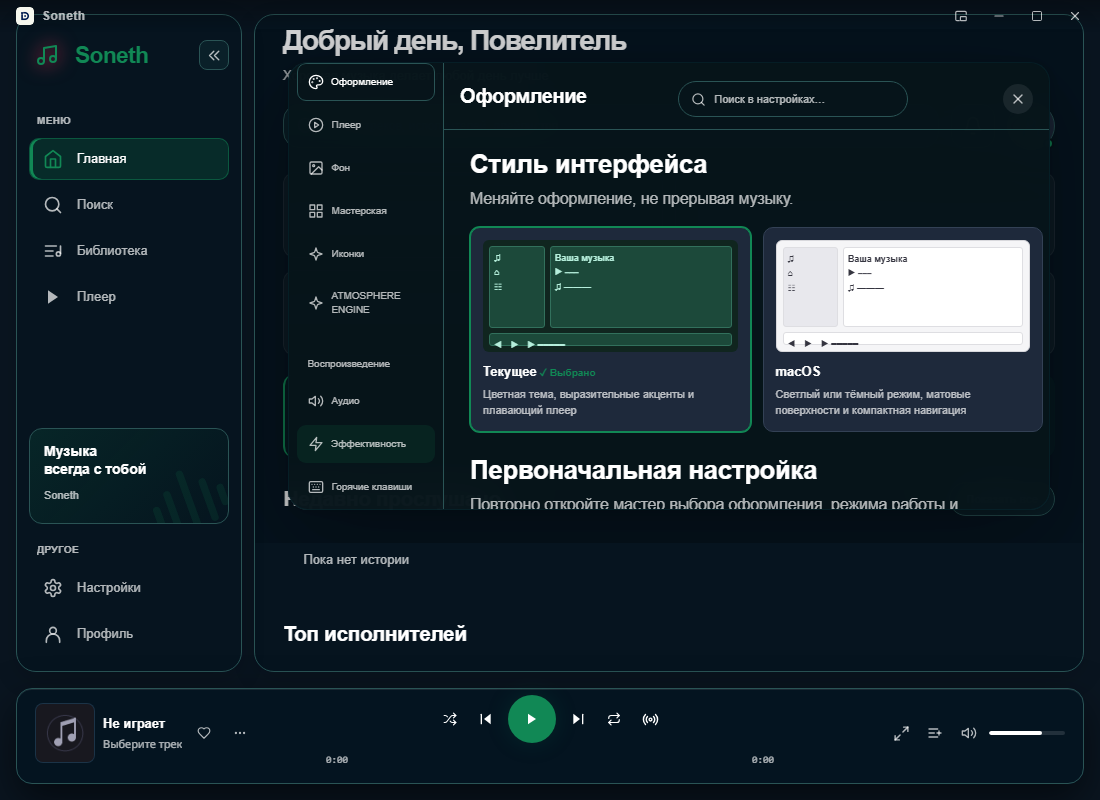 Soneth
Soneth
МЕНЮ
Главная
Поиск
Библиотека
Плеер
Музыка
всегда с тобой
Soneth
ДРУГОЕ
Настройки
Профиль
Добрый день, Повелитель
Оформление
Плеер
Фон
Мастерская
Иконки
ATMOSPHERE
ENGINE
Воспроизведение
Аудио
Эффективность
Горячие клавиши
Оформление
Поиск в настройках...
Стиль интерфейса
Меняйте оформление, не прерывая музыку.
Ваша музыка
Текущее ✓ Выбрано
Цветная тема, выразительные акценты и
плавающий плеер
Ваша музыка
macOS
Светлый или тёмный режим, матовые
поверхности и компактная навигация
Первоначальная настройка
Повторно откройте мастер выбора оформления, режима работы и
Пока нет истории
Топ исполнителей
Не играет
Выберите трек
0:00
0:00